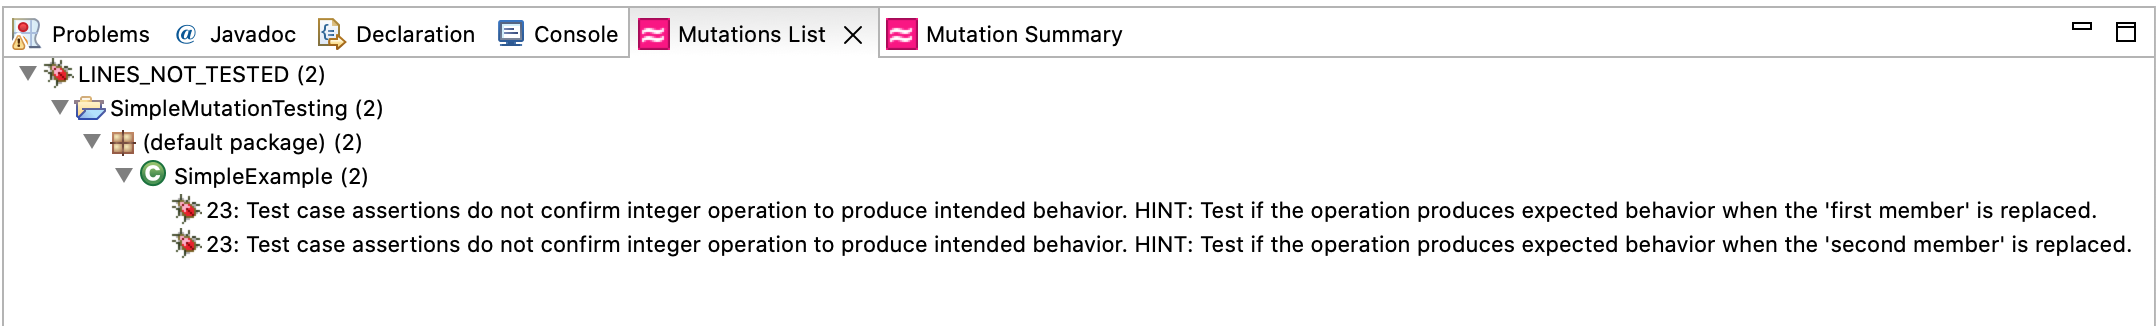 Problems @ Javadoc Declaration Console Mutations List Mutation Summary
LINES_NOT_TESTED (2)
SimpleMutationTesting (2)
(default package) (2)
C SimpleExample (2)
23: Test case assertions do not confirm integer operation to produce intended behavior. HINT: Test if the operation produces expected behavior when the 'first member' is replaced.
23: Test case assertions do not confirm integer operation to produce intended behavior. HINT: Test if the operation produces expected behavior when the 'second member' is replaced.